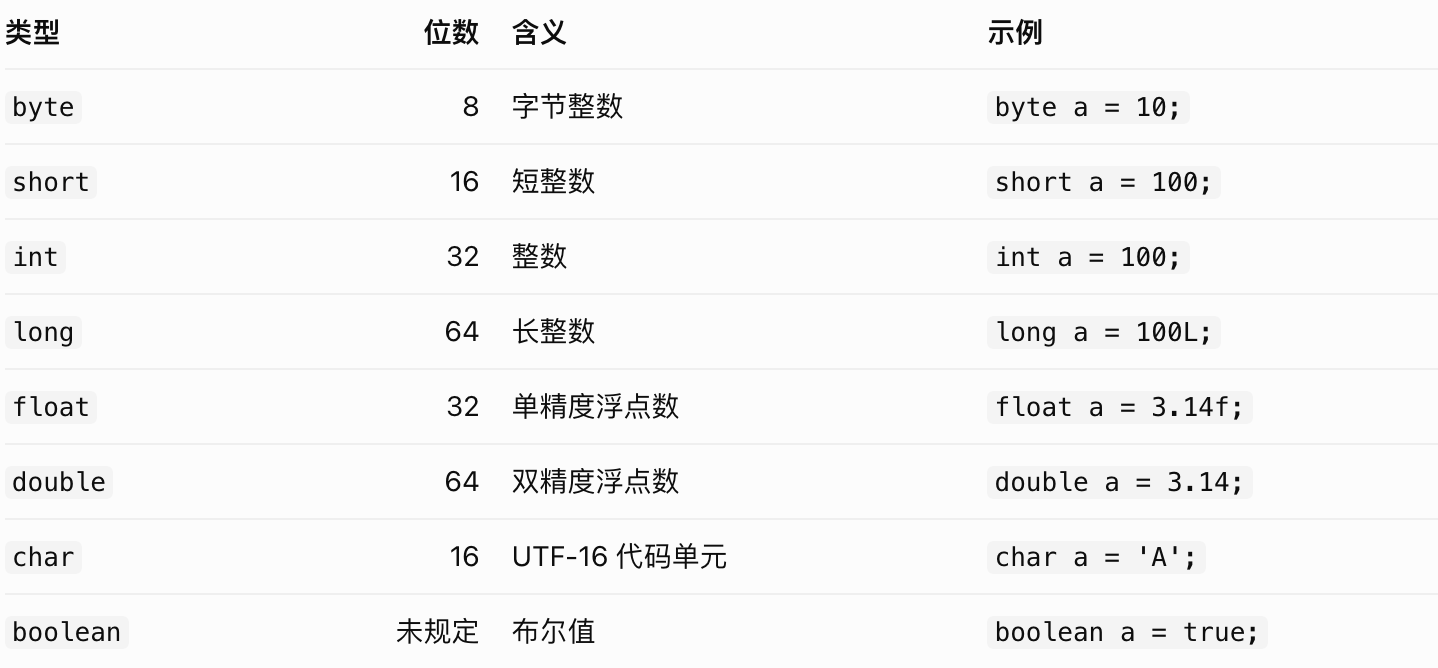 类型 位数 含义 示例
byte 8 字节整数 byte a = 10;
short 16 短整数 short a = 100;
int 32 整数 int a = 100;
long 64 长整数 long a = 100L;
float 32 单精度浮点数 float a = 3.14f;
double 64 双精度浮点数 double a = 3.14;
char 16 UTF-16 代码单元 char a = 'A';
boolean 未规定 布尔值 boolean a = true;